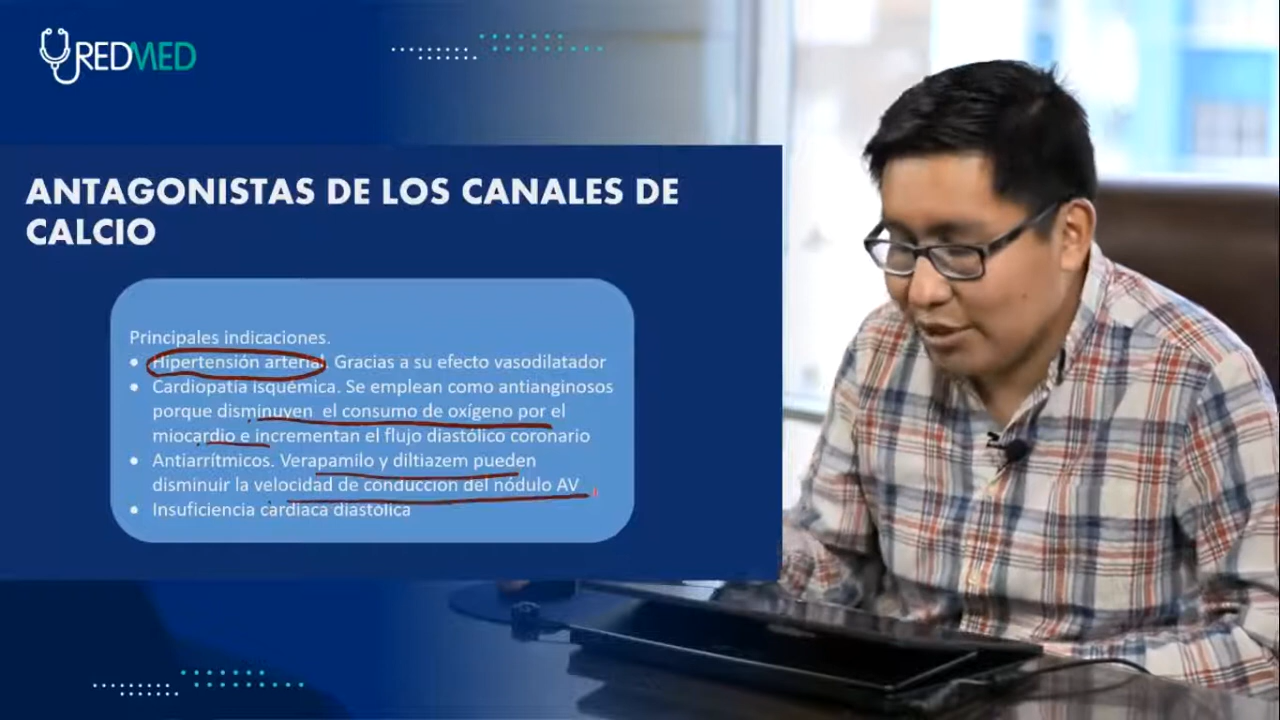 REDMED
ANTAGONISTAS DE LOS CANALES DE
CALCIO
Principales indicaciones.
• Hipertensión arterial. Gracias a su efecto vasodilatador
• Cardiopatía isquémica. Se emplean como antianginosos
porque disminuyen el consumo de oxígeno por el
miocardio e incrementan el flujo diastólico coronario
• Antiarrítmicos. Verapamilo y diltiazem pueden
disminuir la velocidad de conduccion del nódulo AV
• Insuficiencia cardiaca diastólica